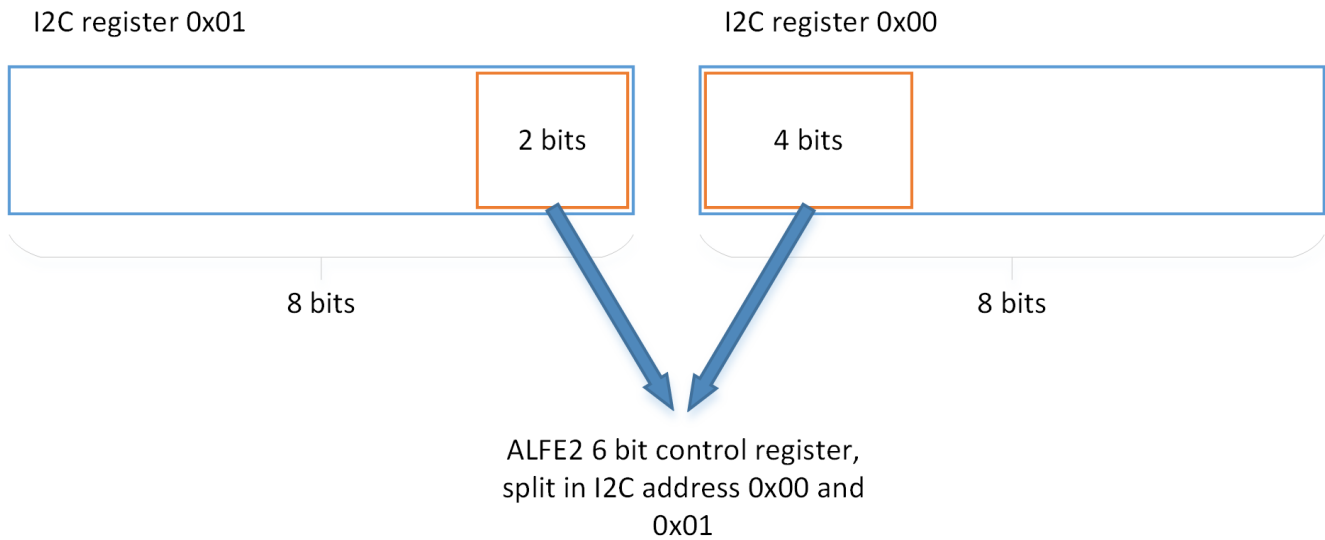 I2C register 0x01
I2C register 0x00
2 bits
4 bits
8 bits
8 bits
ALFE2 6 bit control register,
split in I2C address 0x00 and
0x01